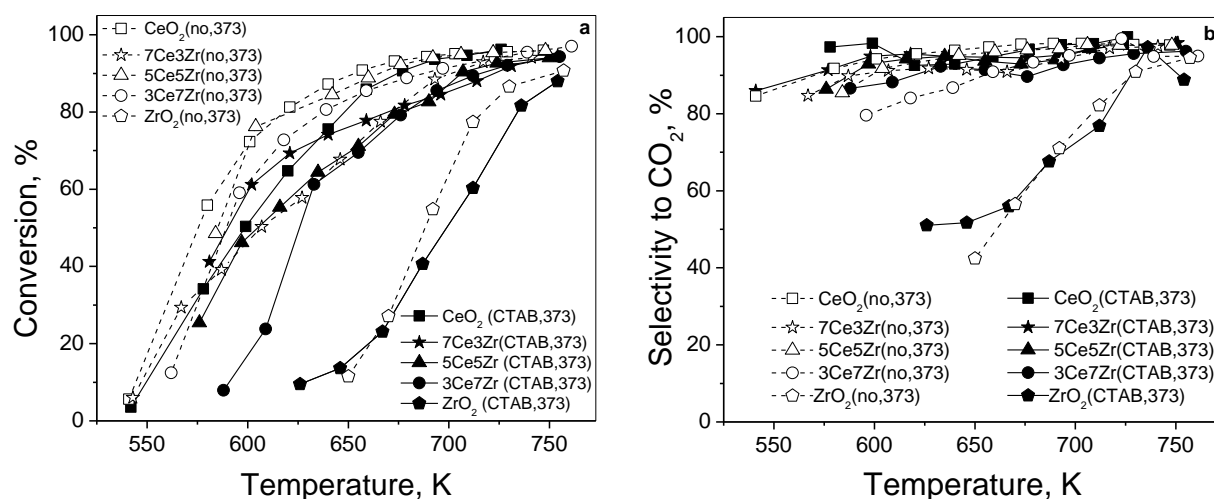 a
CeO₂(no,373)
7Ce3Zr(no,373)
5Ce5Zr(no,373)
3Ce7Zr(no,373)
ZrO₂(no,373)
CeO₂ (CTAB,373)
7Ce3Zr(CTAB,373)
5Ce5Zr (CTAB,373)
3Ce7Zr (CTAB,373)
ZrO₂ (CTAB,373)
Conversion, %
100
80
60
40
20
0
550
600
650
700
750
Temperature, K
b
CeO₂(no,373)
7Ce3Zr(no,373)
5Ce5Zr(no,373)
3Ce7Zr(no,373)
ZrO₂(no,373)
CeO₂(CTAB,373)
7Ce3Zr(CTAB,373)
5Ce5Zr(CTAB,373)
3Ce7Zr(CTAB,373)
ZrO₂(CTAB,373)
Selectivity to CO₂, %
100
80
60
40
20
0
550
600
650
700
750
Temperature, K